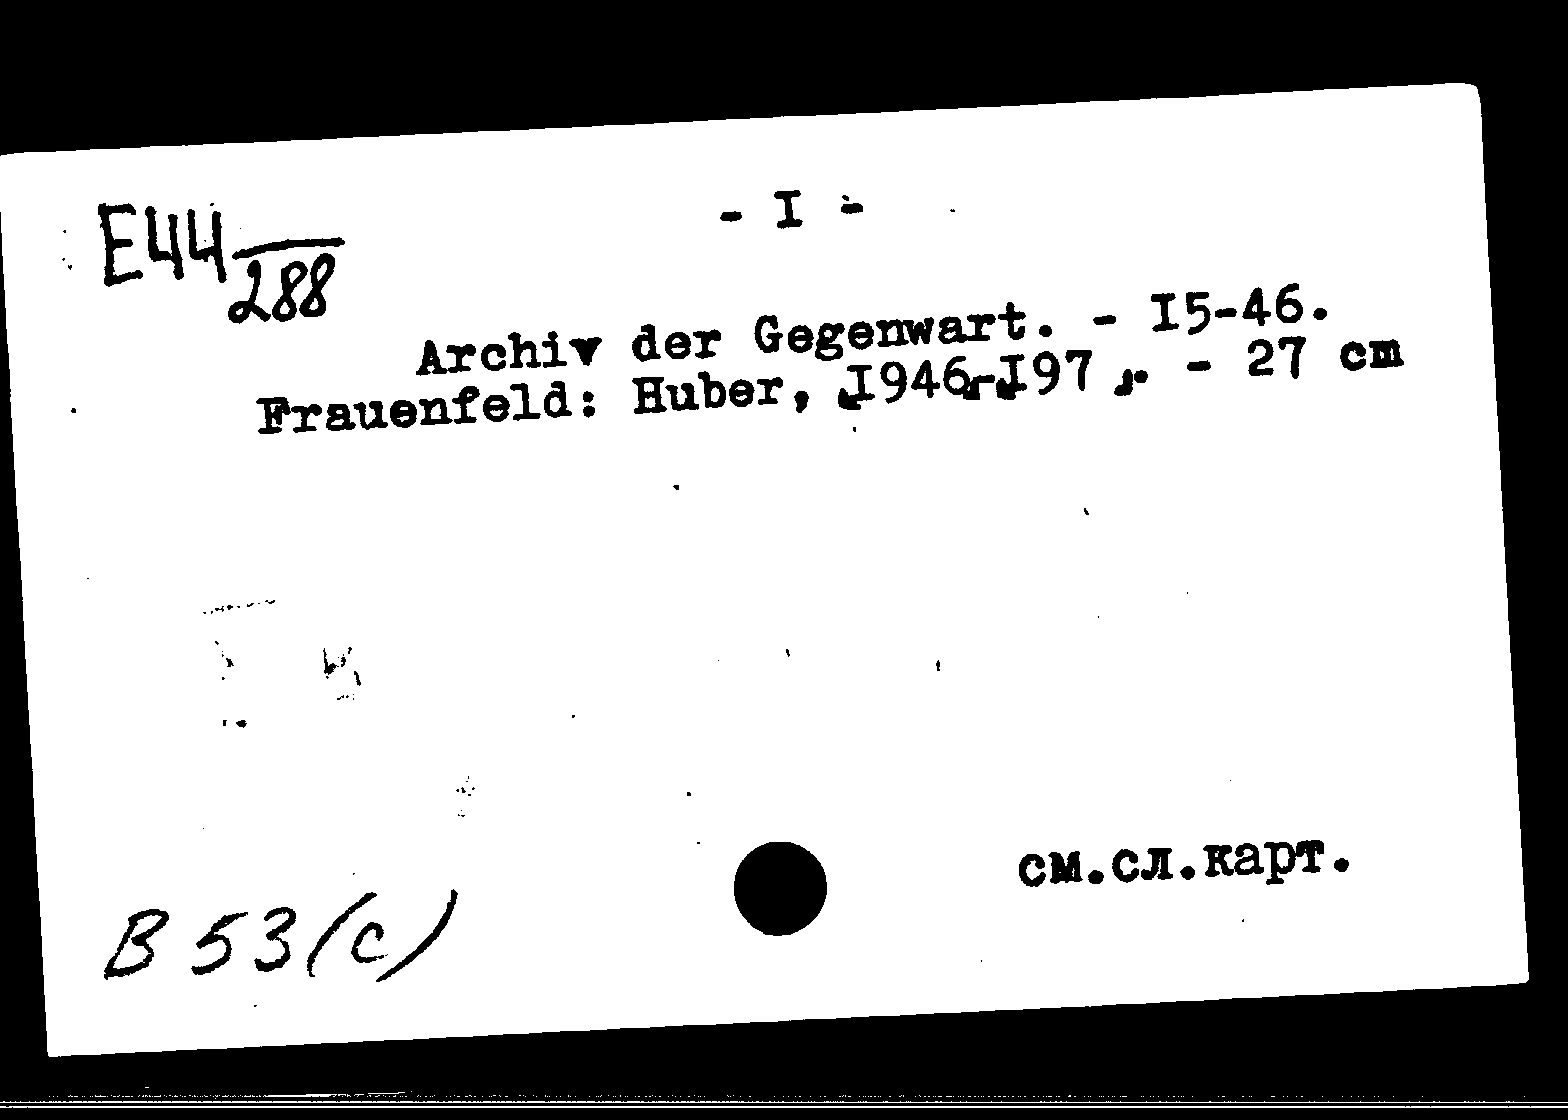 - I -
E44/288
Archiv der Gegenwart. - I5-46.
Frauenfeld: Huber, I946-I97 . - 27 cm
см.сл.карт.
B 53(c)